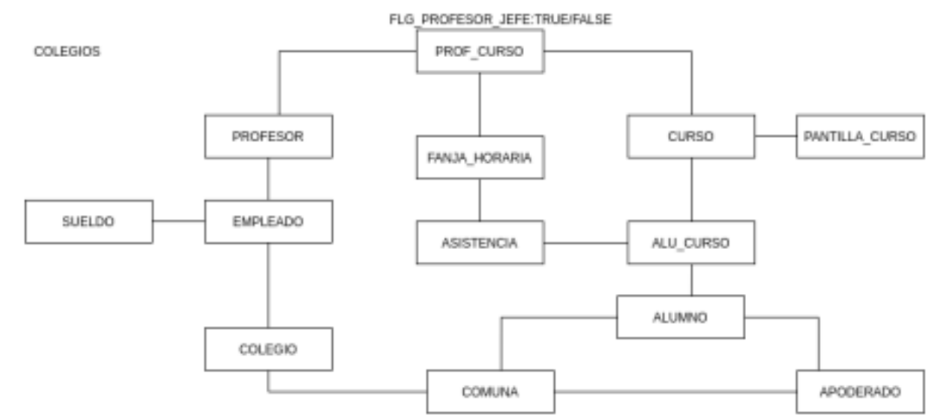 FLG_PROFESOR_JEFE:TRUE/FALSE
COLEGIOS
PROF_CURSO
PROFESOR
FANJA_HORARIA
CURSO
PANTILLA_CURSO
SUELDO
EMPLEADO
ASISTENCIA
ALU_CURSO
ALUMNO
COLEGIO
COMUNA
APODERADO